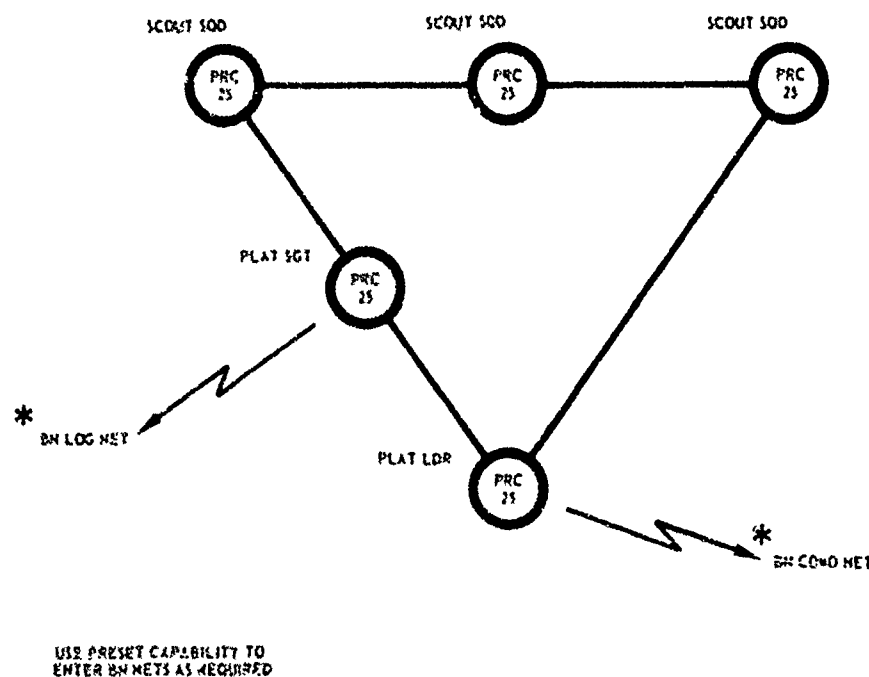 SCOUT SQD
SCOUT SQD
SCOUT SQD
PRC
25
PRC
25
PRC
25
PLAT SGT
PRC
25
*
BN LOG NET
PLAT LDR
PRC
25
*
BN COMD NET
USE PRESET CAPABILITY TO
ENTER BN NETS AS REQUIRED